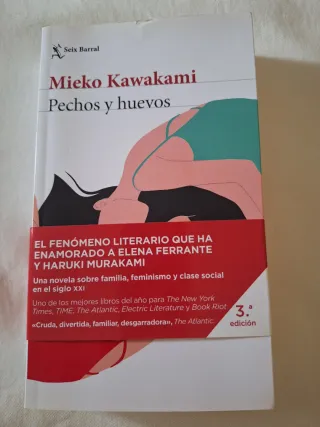 Seix Barral
Mieko Kawakami
Pechos y huevos
EL FENÓMENO LITERARIO QUE HA
ENAMORADO A ELENA FERRANTE
Y HARUKI MURAKAMI
Una novela sobre familia, feminismo y clase social
en el siglo XXI
Uno de los mejores libros del año para The New York
Times, TIME, The Atlantic, Electric Literature y Book Riot
«Cruda, divertida, familiar, desgarradora», The Atlantic.
3.ª
edición